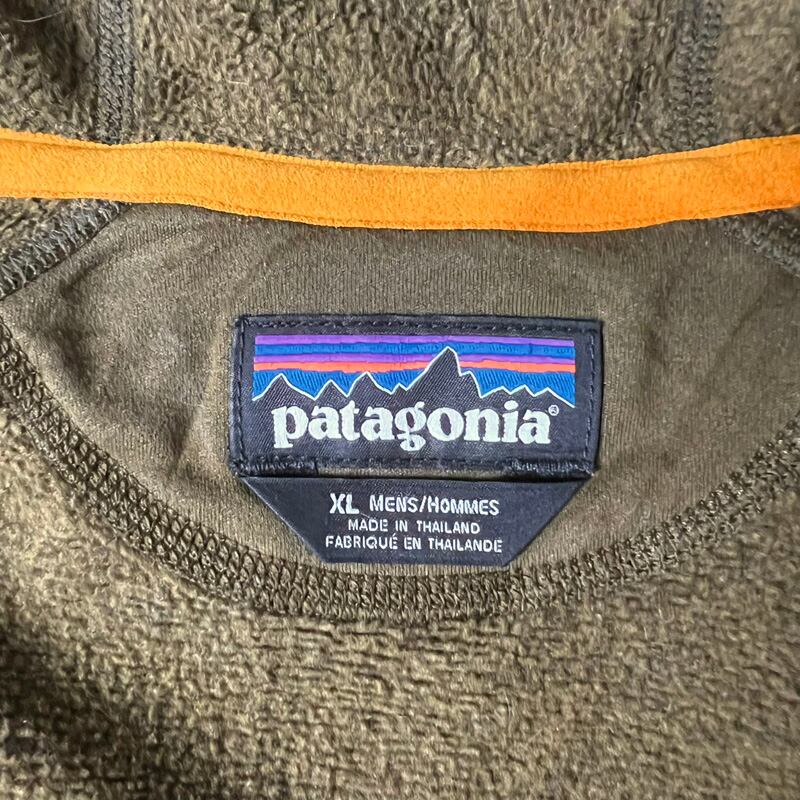 patagonia®
XL MENS/HOMMES
MADE IN THAILAND
FABRIQUÉ EN THAILANDE